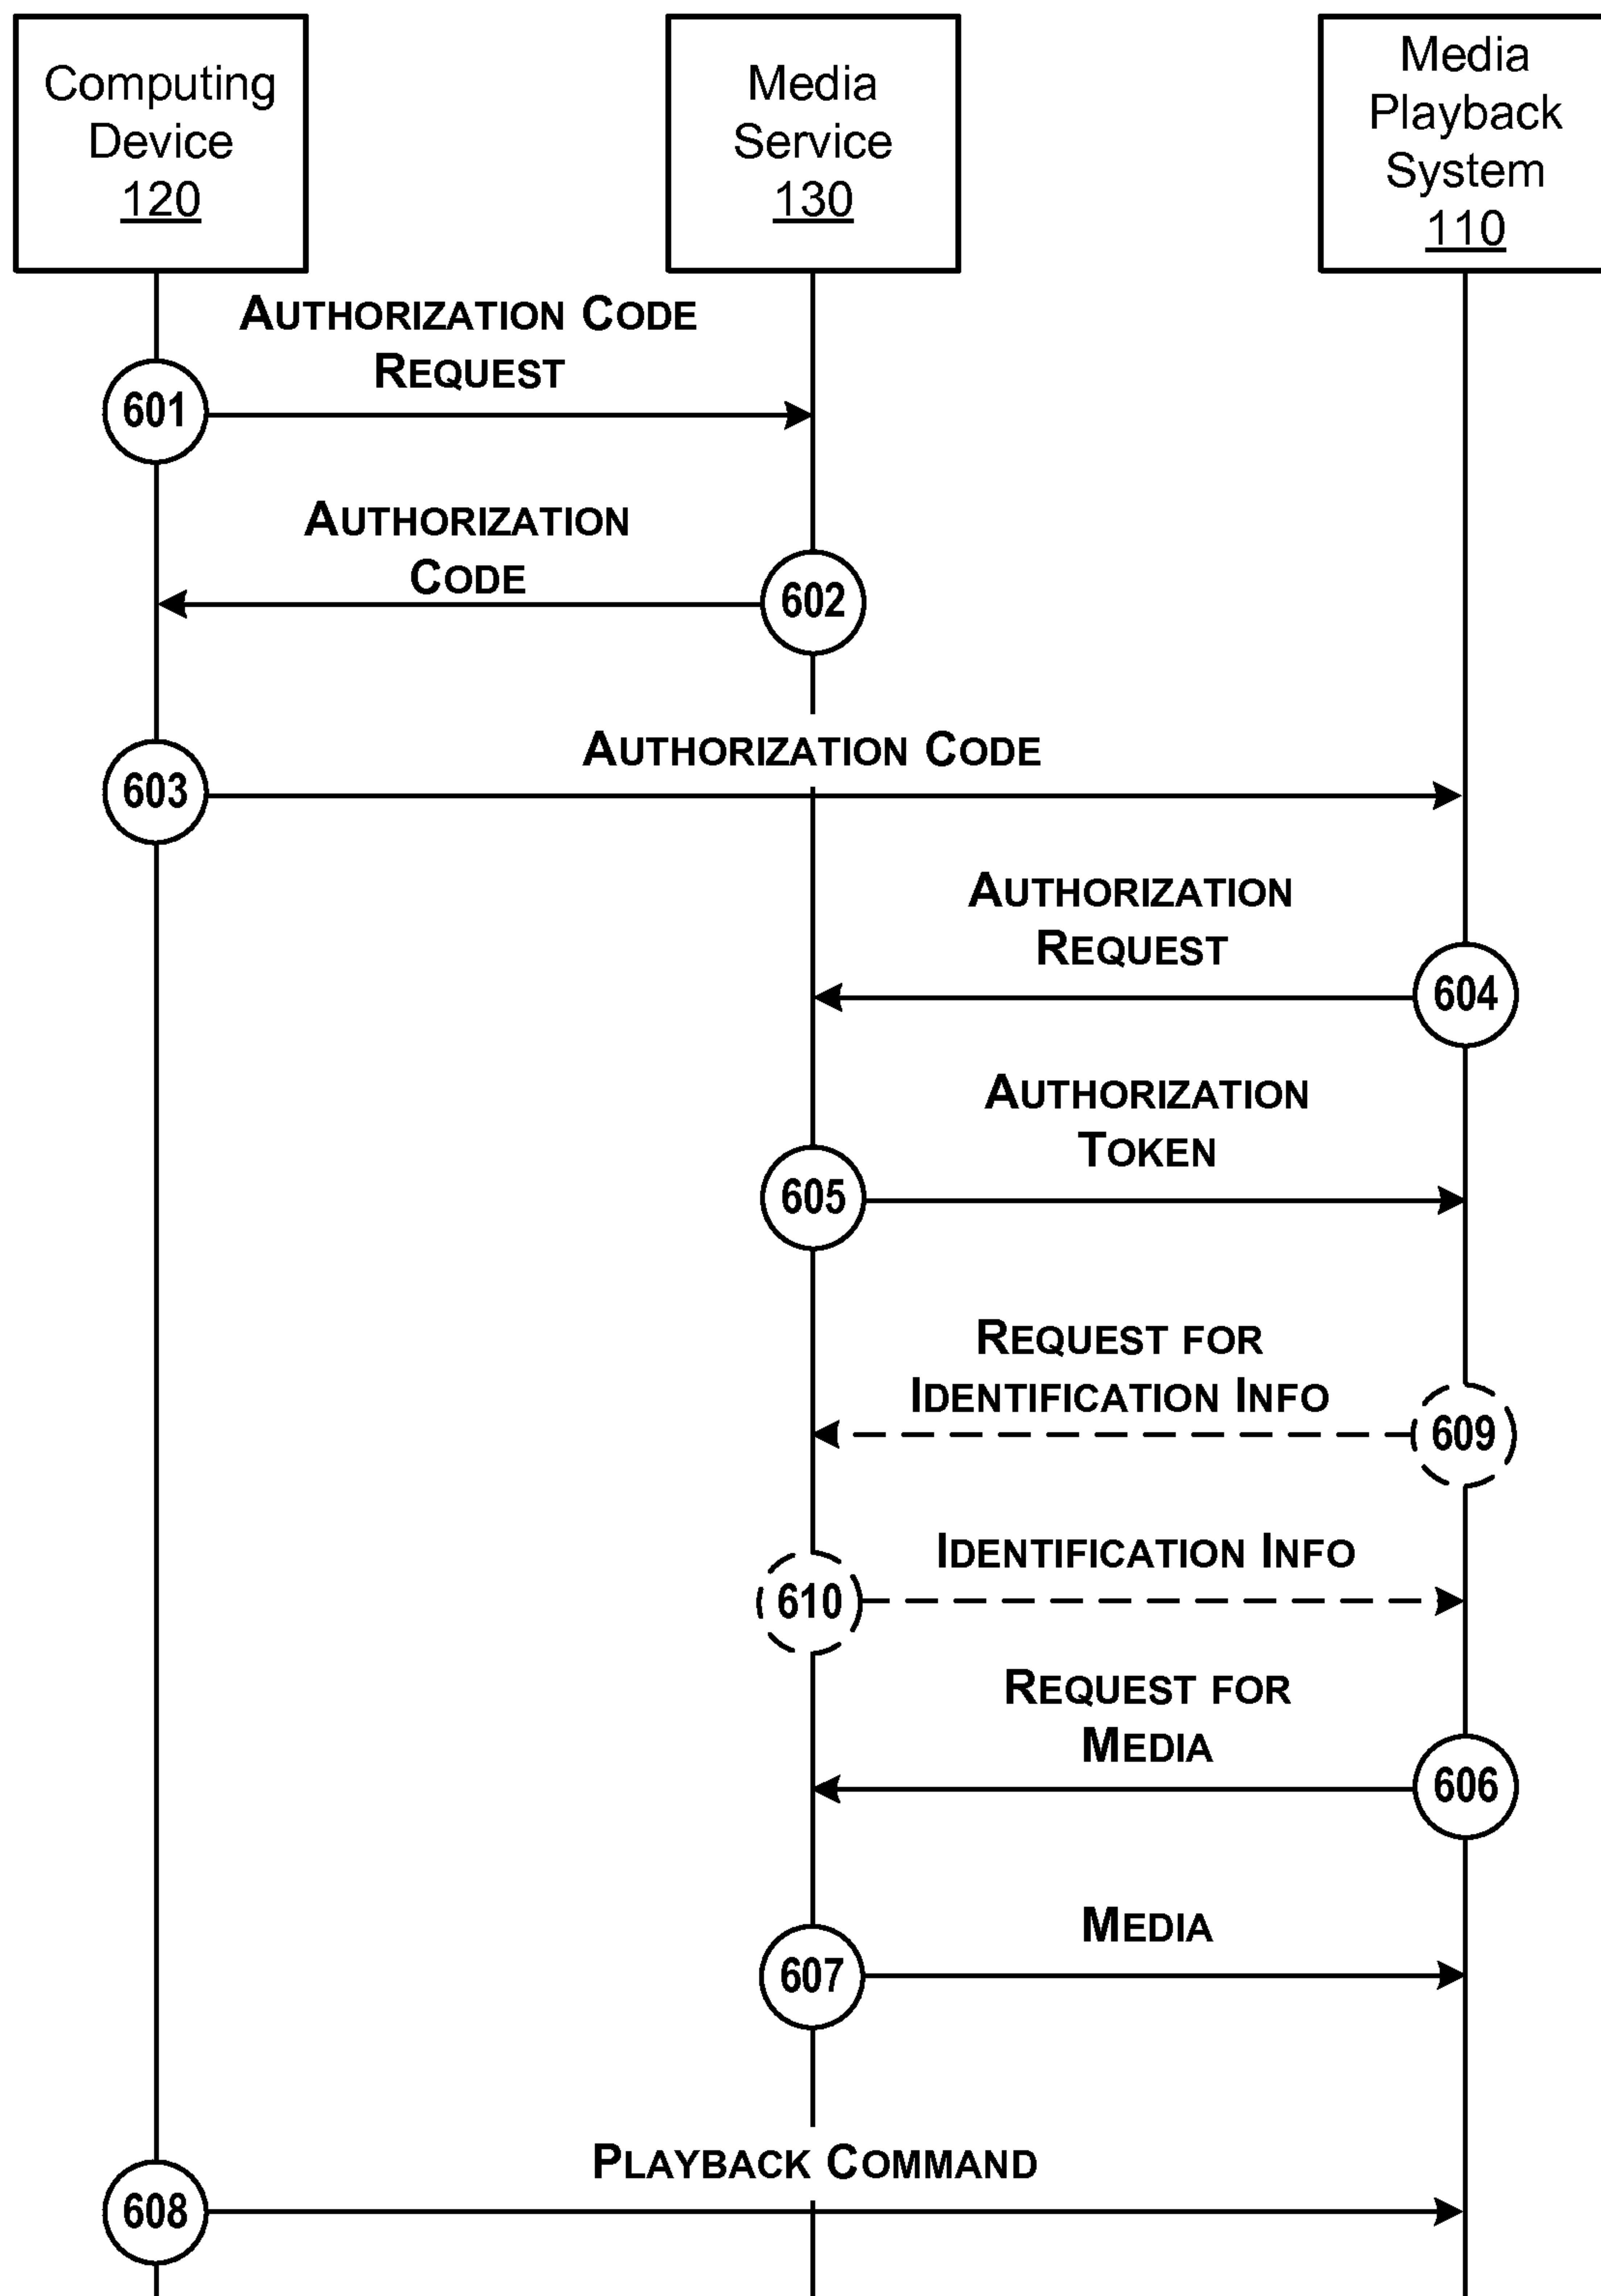 Computing
Device
120
Media
Service
130
Media
Playback
System
110
AUTHORIZATION CODE
REQUEST
601
AUTHORIZATION
CODE
602
AUTHORIZATION CODE
603
AUTHORIZATION
REQUEST
604
AUTHORIZATION
TOKEN
605
REQUEST FOR
IDENTIFICATION INFO
609
IDENTIFICATION INFO
610
REQUEST FOR
MEDIA
606
MEDIA
607
PLAYBACK COMMAND
608